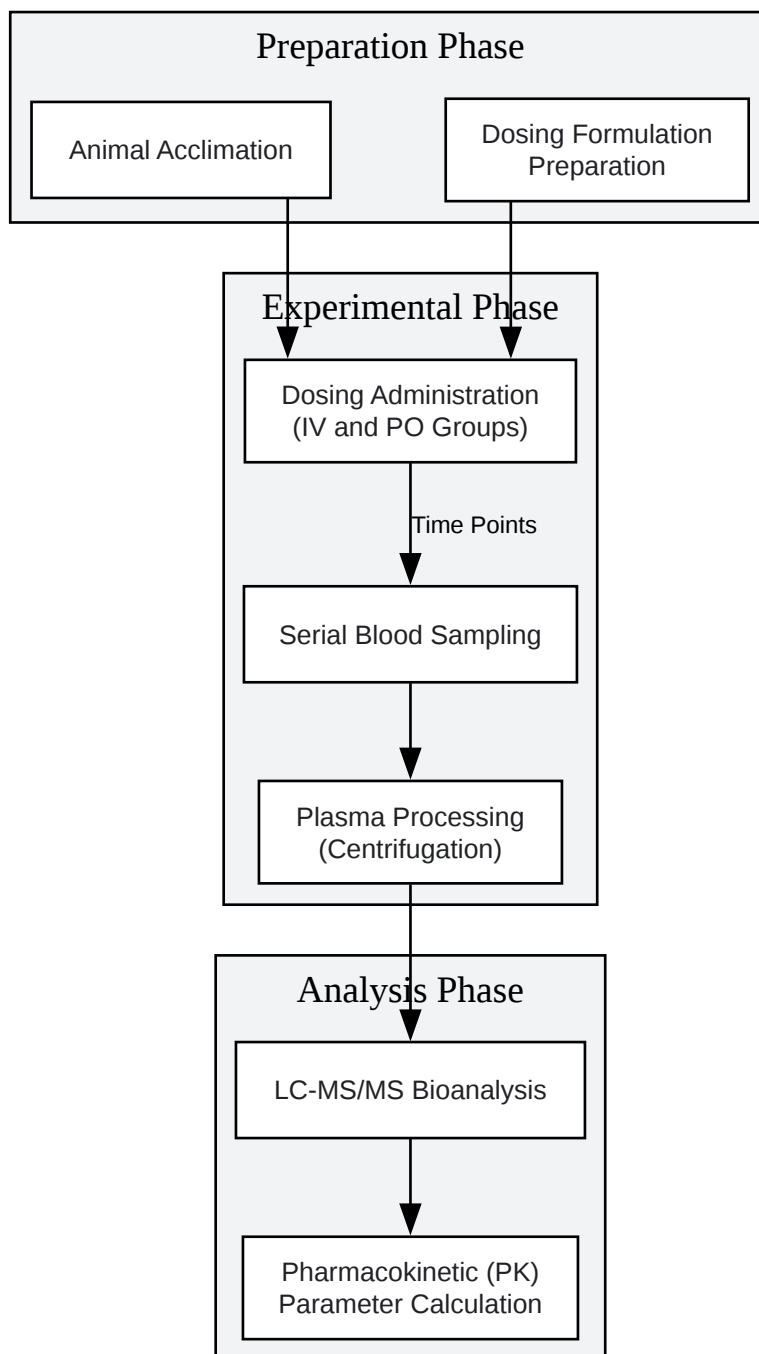 Preparation Phase
Animal Acclimation
Dosing Formulation
Preparation
Experimental Phase
Dosing Administration
(IV and PO Groups)
Time Points
Serial Blood Sampling
Plasma Processing
(Centrifugation)
Analysis Phase
LC-MS/MS Bioanalysis
Pharmacokinetic (PK)
Parameter Calculation